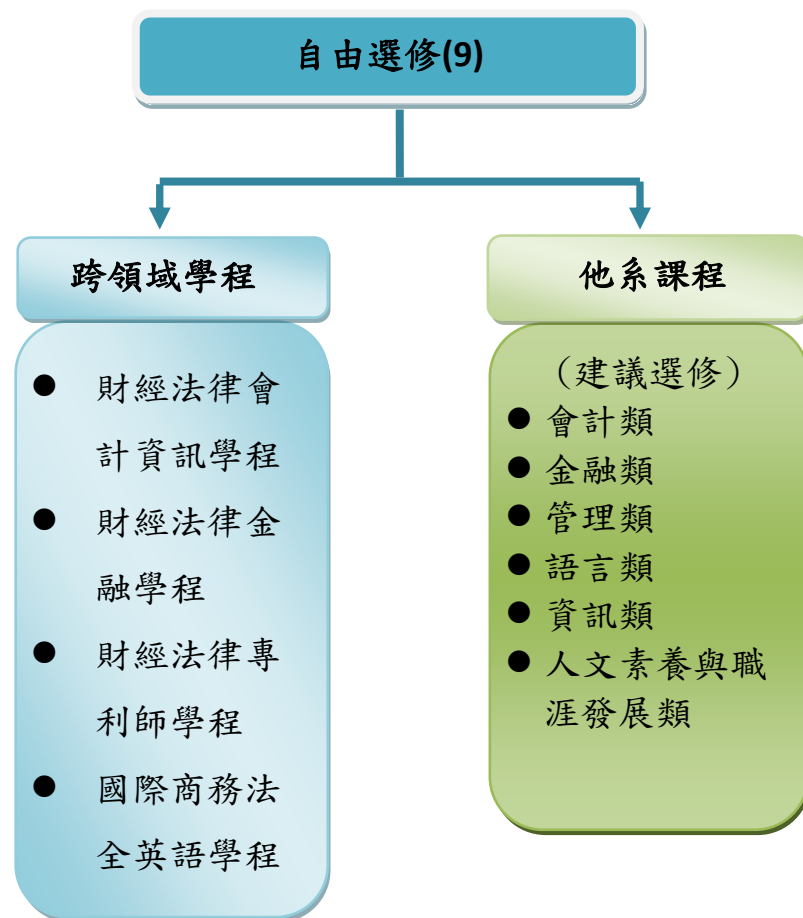 自由選修(9)
跨領域學程
● 財經法律會
計資訊學程
● 財經法律金
融學程
● 財經法律專
利師學程
● 國際商務法
全英語學程
他系課程
（建議選修）
● 會計類
● 金融類
● 管理類
● 語言類
● 資訊類
● 人文素養與職
涯發展類